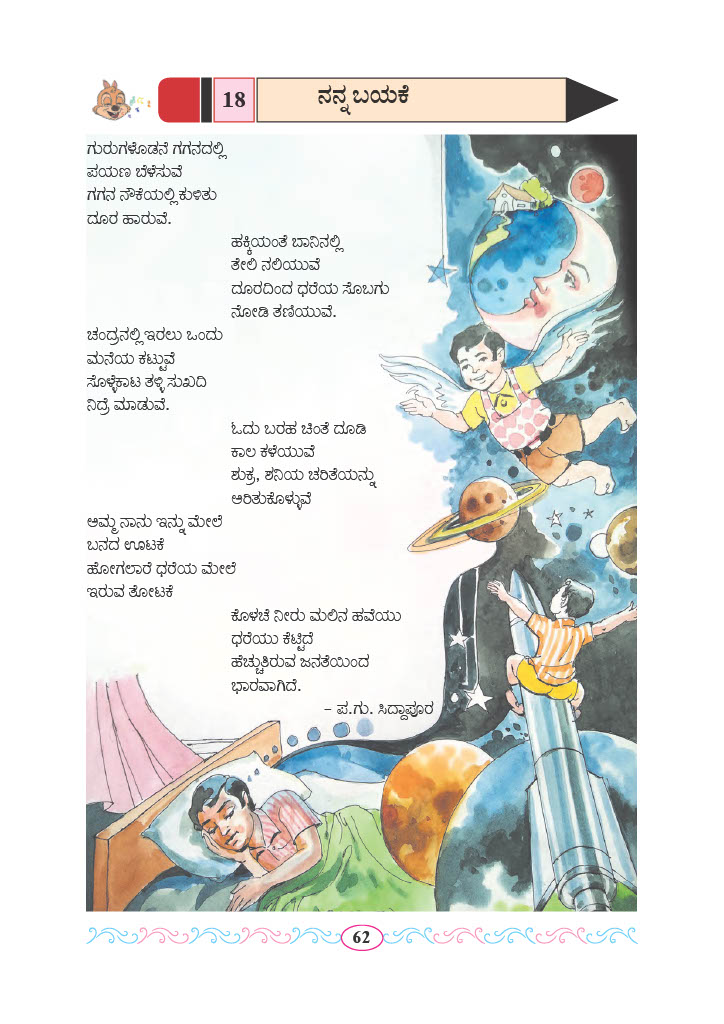 18
ನನ್ನ ಬಯಕೆ
ಗುರುಗಳೊಡನೆ ಗಗನದಲ್ಲಿ
ಪಯಣ ಬೆಳೆಸುವೆ
ಗಗನ ನೌಕೆಯಲ್ಲಿ ಕುಳಿತು
ದೂರ ಹಾರುವೆ.
ಹಕ್ಕಿಯಂತೆ ಬಾನಿನಲ್ಲಿ
ತೇಲಿ ನಲಿಯುವೆ
ದೂರದಿಂದ ಧರೆಯ ಸೊಬಗು
ನೋಡಿ ತಣಿಯುವೆ.
ಚಂದ್ರನಲ್ಲಿ ಇರಲು ಒಂದು
ಮನೆಯ ಕಟ್ಟುವೆ
ಸೊಳ್ಳೆಕಾಟ ತಳ್ಳಿ ಸುಖದಿ
ನಿದ್ರೆ ಮಾಡುವೆ.
ಓದು ಬರಹ ಚಿಂತೆ ದೂಡಿ
ಕಾಲ ಕಳೆಯುವೆ
ಶುಕ್ರ, ಶನಿಯ ಚರಿತೆಯನ್ನು
ಅರಿತುಕೊಳ್ಳುವೆ
ಅಮ್ಮ ನಾನು ಇನ್ನು ಮೇಲೆ
ಬನದ ಊಟಕೆ
ಹೋಗಲಾರೆ ಧರೆಯ ಮೇಲೆ
ಇರುವ ತೋಟಕೆ
ಕೊಳಚೆ ನೀರು ಮಲಿನ ಹವೆಯು
ಧರೆಯು ಕೆಟ್ಟಿದೆ
ಹೆಚ್ಚುತಿರುವ ಜನತೆಯಿಂದ
ಭಾರವಾಗಿದೆ.
– ಪ.ಗು. ಸಿದ್ದಾಪೂರ
62